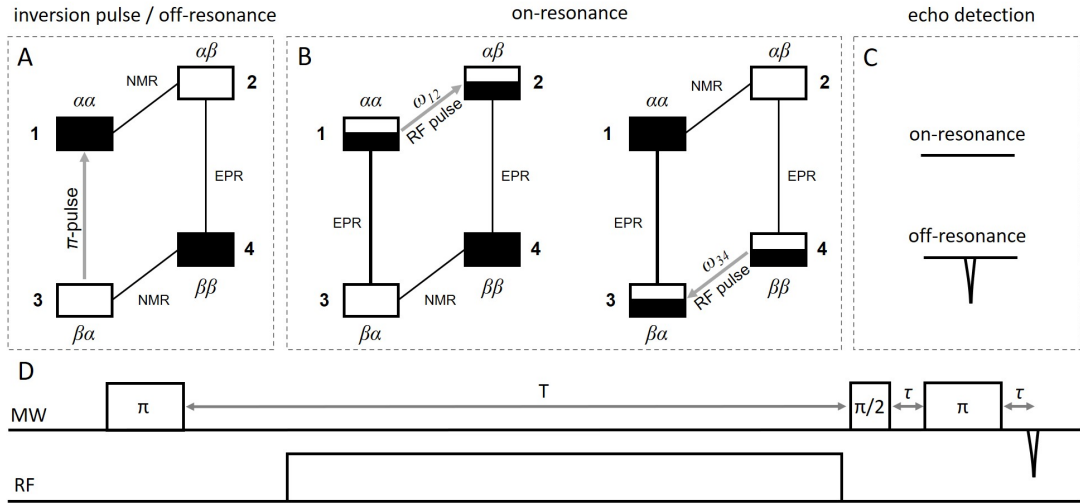 inversion pulse / off-resonance
on-resonance
echo detection
A
αβ
2
NMR
αα
1
EPR
π-pulse
4
ββ
3
NMR
βα
B
αβ
2
ω12
RF pulse
αα
1
EPR
EPR
4
ββ
3
NMR
βα
αβ
2
NMR
αα
1
EPR
EPR
4
ω34
RF pulse
ββ
3
βα
C
on-resonance
off-resonance
D
MW
π
T
π/2
τ
π
τ
RF